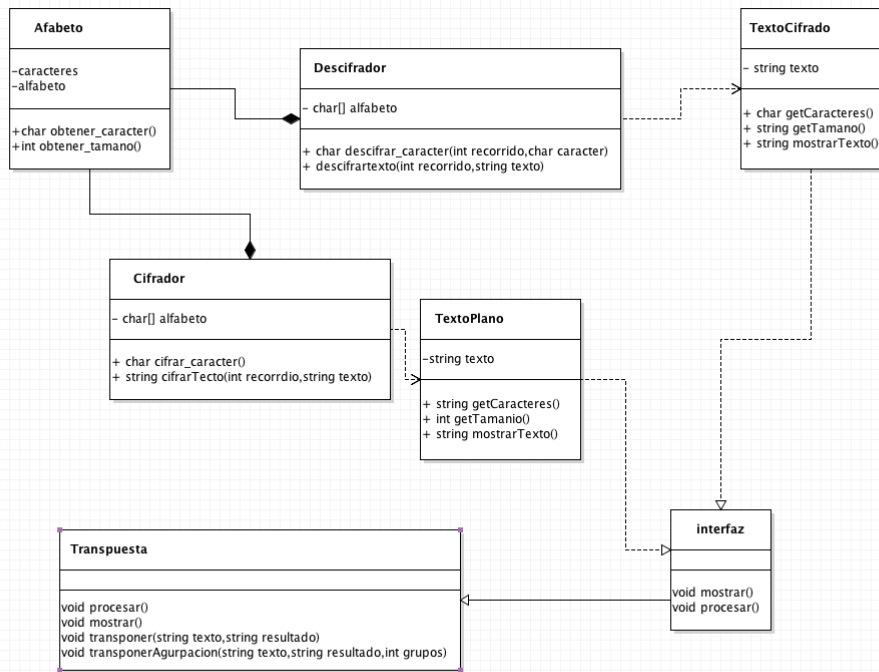 Afabeto
-caracteres
-alfabeto
+char obtener_caracter()
+int obtener_tamano()
Descifrador
- char[] alfabeto
+ char descifrar_caracter(int recorrido,char caracter)
+ descifrartexto(int recorrido,string texto)
TextoCifrado
- string texto
+ char getCaracteres()
+ string getTamano()
+ string mostrarTexto()
Cifrador
- char[] alfabeto
+ char cifrar_caracter()
+ string cifrarTecto(int recorrdio,string texto)
TextoPlano
-string texto
+ string getCaracteres()
+ int getTamanio()
+ string mostrarTexto()
interfaz
void mostrar()
void procesar()
Transpuesta
void procesar()
void mostrar()
void transponer(string texto,string resultado)
void transponerAgurpacion(string texto,string resultado,int grupos)